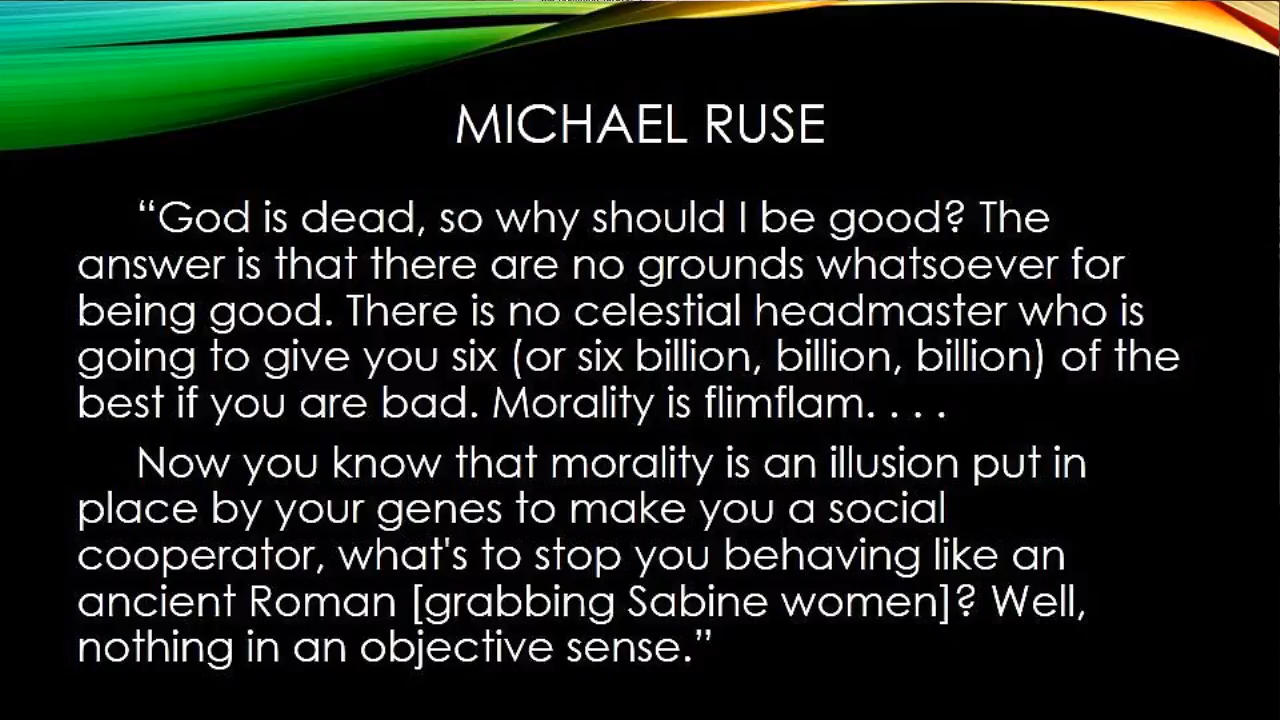 MICHAEL RUSE
“God is dead, so why should I be good? The
answer is that there are no grounds whatsoever for
being good. There is no celestial headmaster who is
going to give you six (or six billion, billion, billion) of the
best if you are bad. Morality is flimflam. . . .
Now you know that morality is an illusion put in
place by your genes to make you a social
cooperator, what's to stop you behaving like an
ancient Roman [grabbing Sabine women]? Well,
nothing in an objective sense.”